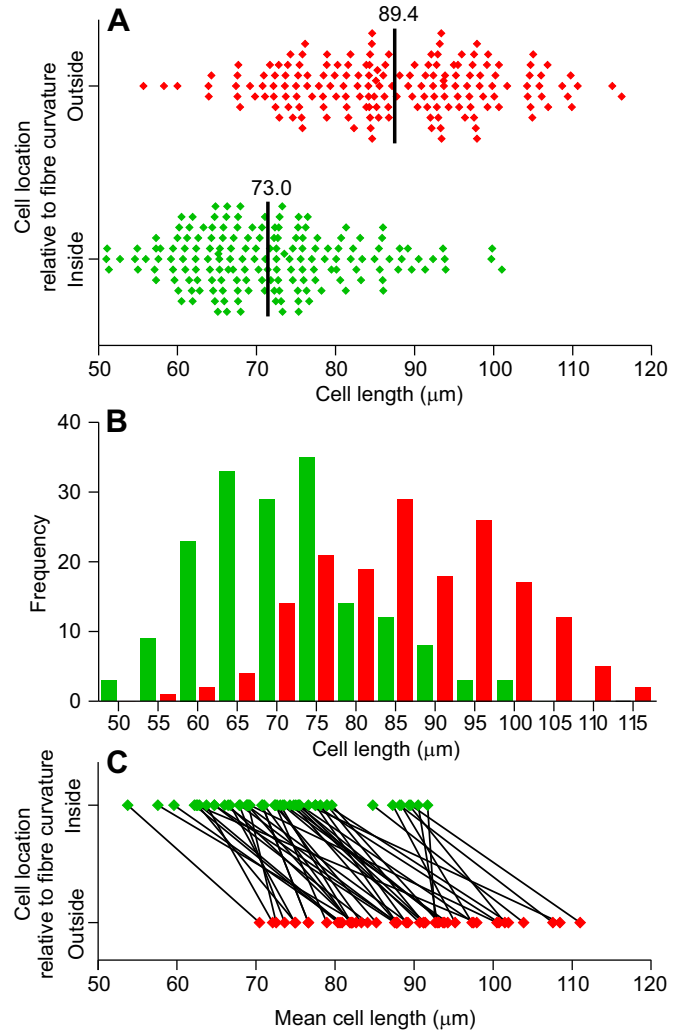 A
89.4
Outside
73.0
Inside
Cell location
relative to fibre curvature
50 60 70 80 90 100 110 120
Cell length (μm)
B
40
30
20
10
0
Frequency
50 55 60 65 70 75 80 85 90 95 100 105 110 115
Cell length (μm)
C
Inside
Outside
Cell location
relative to fibre curvature
50 60 70 80 90 100 110 120
Mean cell length (μm)